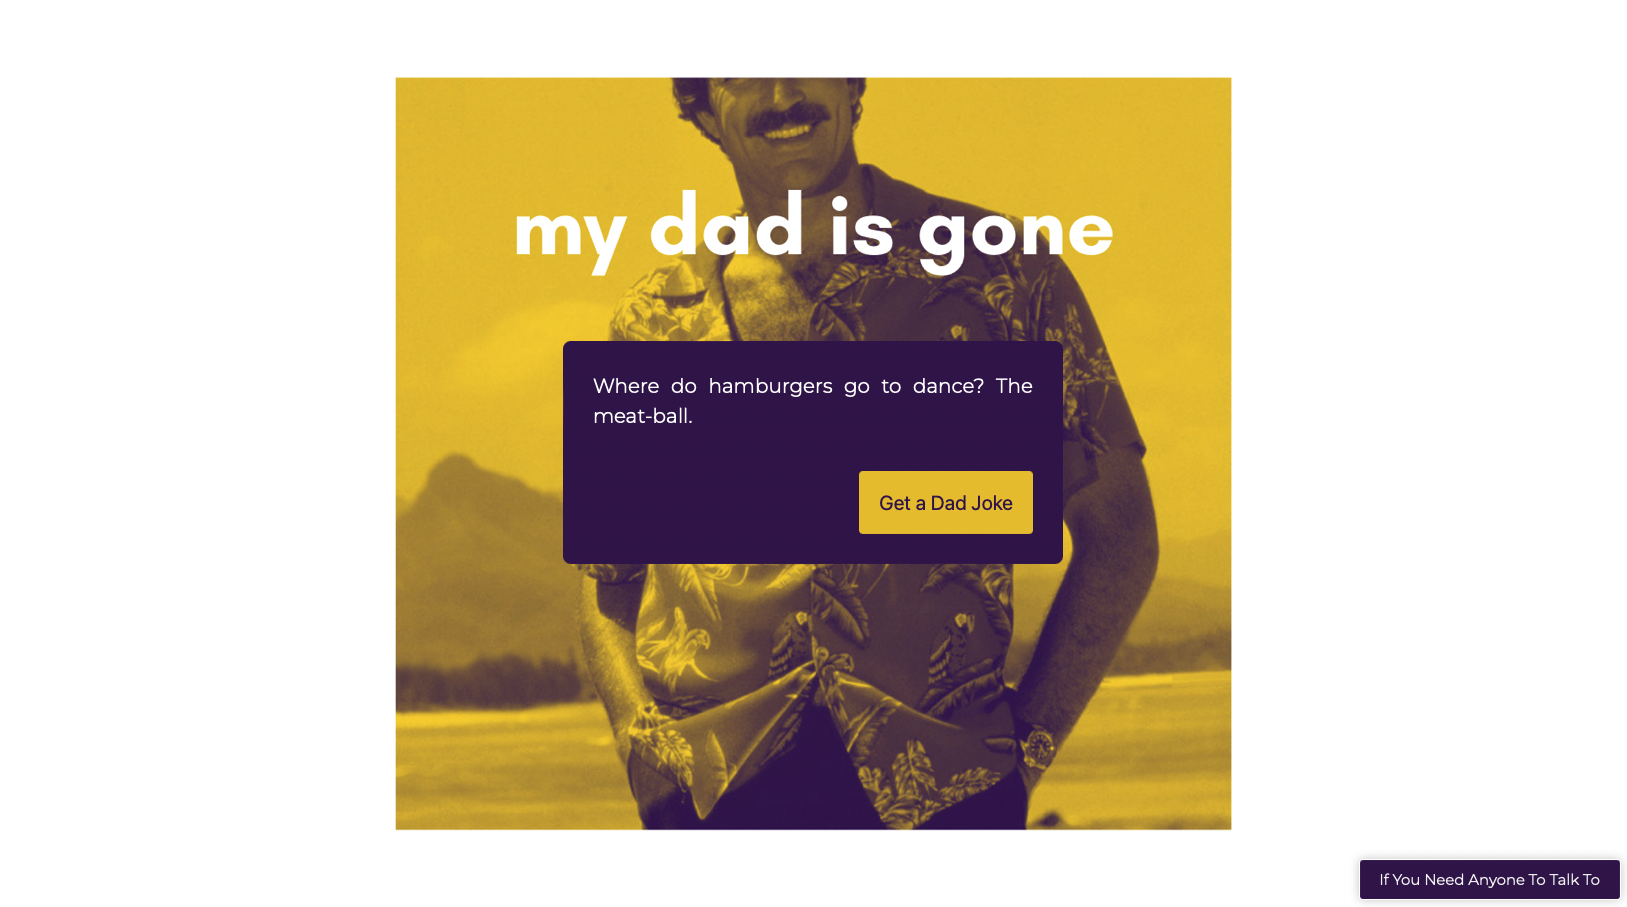 my dad is gone
Where do hamburgers go to dance? The
meat-ball.
Get a Dad Joke
If You Need Anyone To Talk To